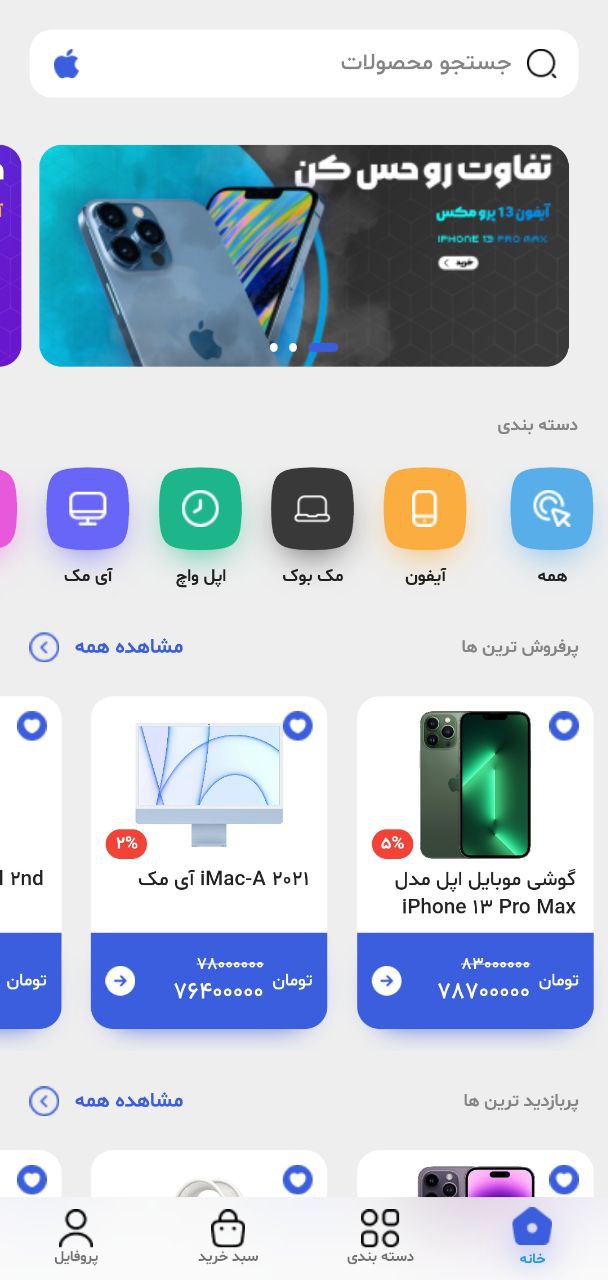 جستجو محصولات
تفاوت رو حس کن
آیفون 13 پرو مکس
IPHONE 13 PRO MAX
خرید
دسته بندی
همه
آیفون
مک بوک
اپل واچ
آی مک
پرفروش ترین ها
مشاهده همه
۵%
۲%
گوشی موبایل اپل مدل
iPhone ۱۳ Pro Max
آی مک iMac-A ۲۰۲۱
۲nd
تومان
۸۳۰۰۰۰۰۰
۷۸۷۰۰۰۰۰
تومان
۷۸۰۰۰۰۰۰
۷۶۴۰۰۰۰۰
تومان
پربازدید ترین ها
مشاهده همه
خانه
دسته بندی
سبد خرید
پروفایل